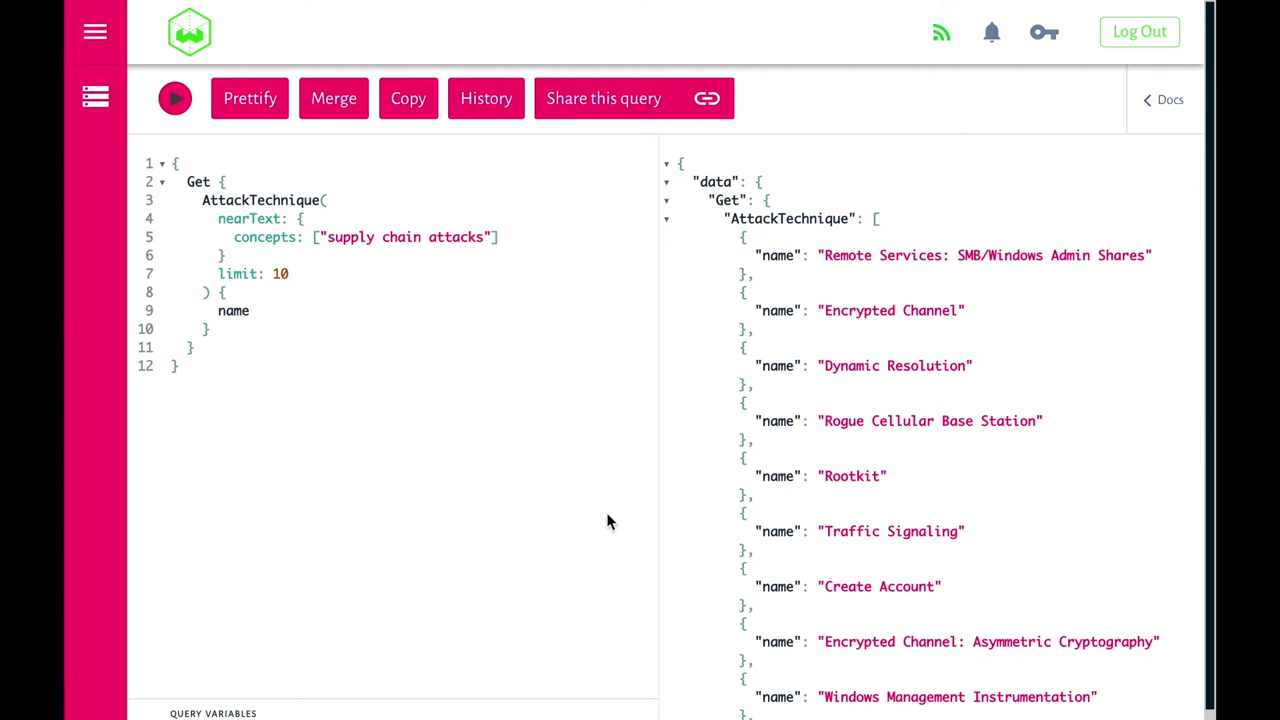 Log Out
Prettify
Merge
Copy
History
Share this query
Docs
1 {
2 Get {
3 AttackTechnique(
4 nearText: {
5 concepts: ["supply chain attacks"]
6 }
7 limit: 10
8 ) {
9 name
10 }
11 }
12 }
QUERY VARIABLES
{
"data": {
"Get": {
"AttackTechnique": [
{
"name": "Remote Services: SMB/Windows Admin Shares"
},
{
"name": "Encrypted Channel"
},
{
"name": "Dynamic Resolution"
},
{
"name": "Rogue Cellular Base Station"
},
{
"name": "Rootkit"
},
{
"name": "Traffic Signaling"
},
{
"name": "Create Account"
},
{
"name": "Encrypted Channel: Asymmetric Cryptography"
},
{
"name": "Windows Management Instrumentation"
},